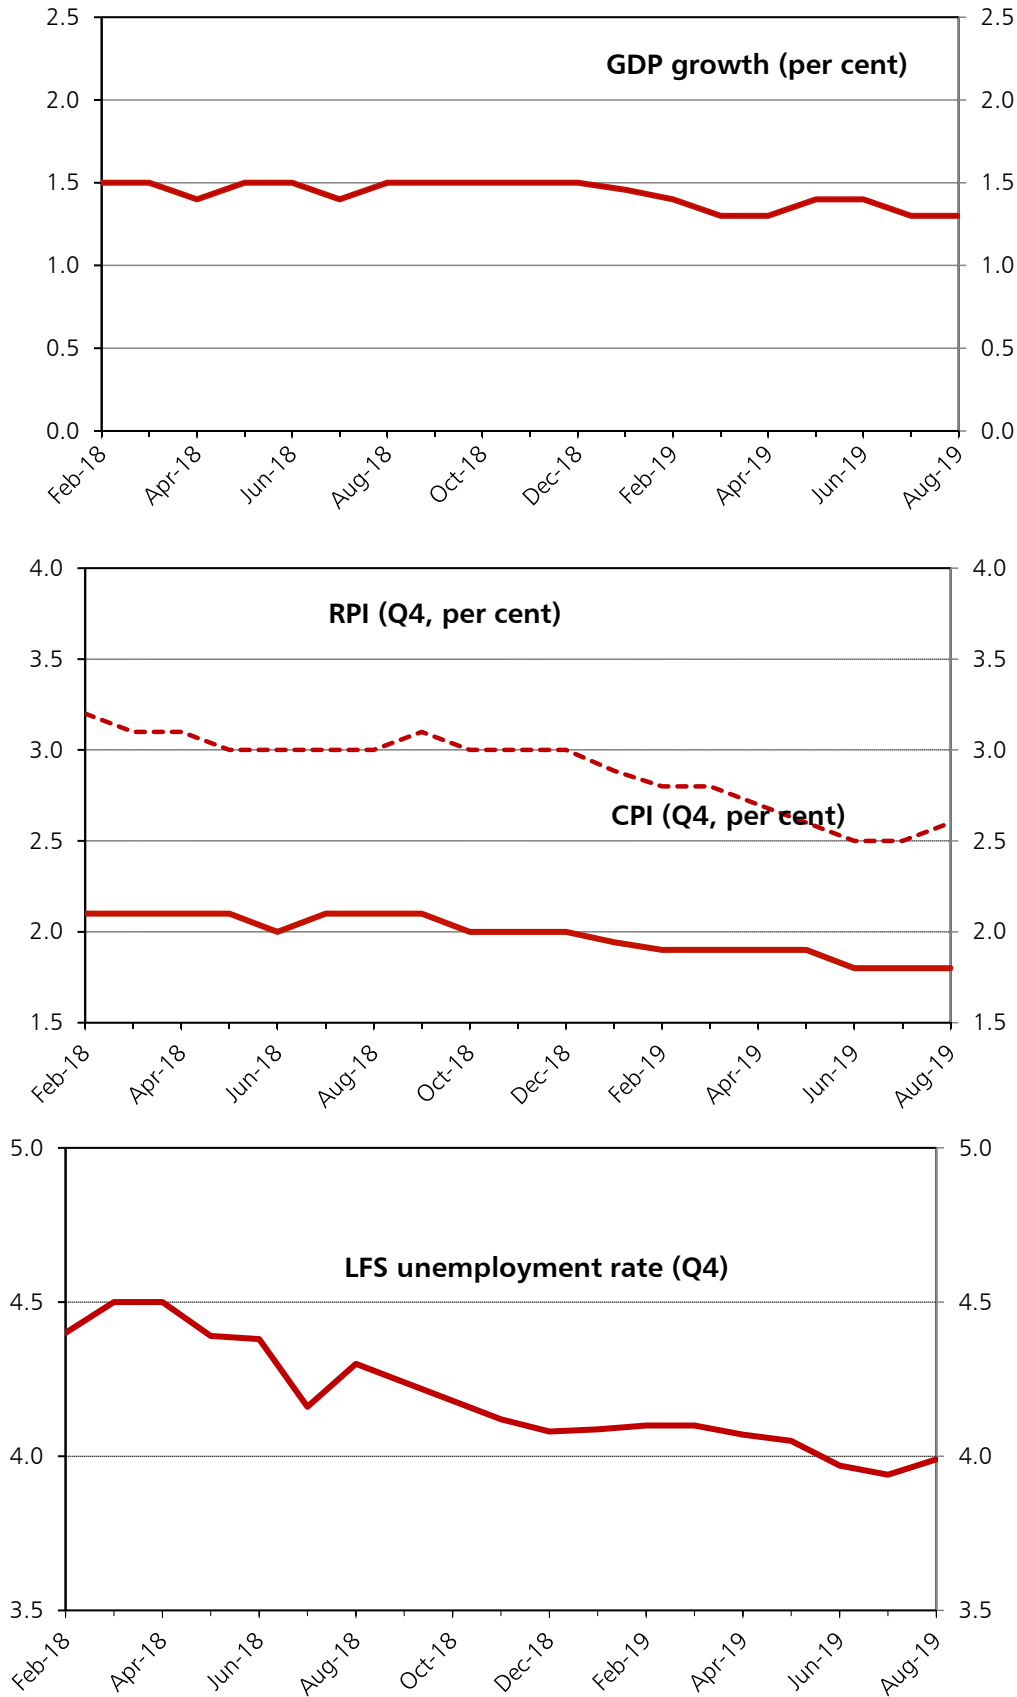 2.5 2.5
GDP growth (per cent)
2.0 2.0
1.5 1.5
1.0 1.0
0.5 0.5
0.0 0.0
Feb-18 Apr-18 Jun-18 Aug-18 Oct-18 Dec-18 Feb-19 Apr-19 Jun-19 Aug-19
4.0 4.0
RPI (Q4, per cent)
3.5 3.5
3.0 3.0
CPI (Q4, per cent)
2.5 2.5
2.0 2.0
1.5 1.5
Feb-18 Apr-18 Jun-18 Aug-18 Oct-18 Dec-18 Feb-19 Apr-19 Jun-19 Aug-19
5.0 5.0
LFS unemployment rate (Q4)
4.5 4.5
4.0 4.0
3.5 3.5
Feb-18 Apr-18 Jun-18 Aug-18 Oct-18 Dec-18 Feb-19 Apr-19 Jun-19 Aug-19